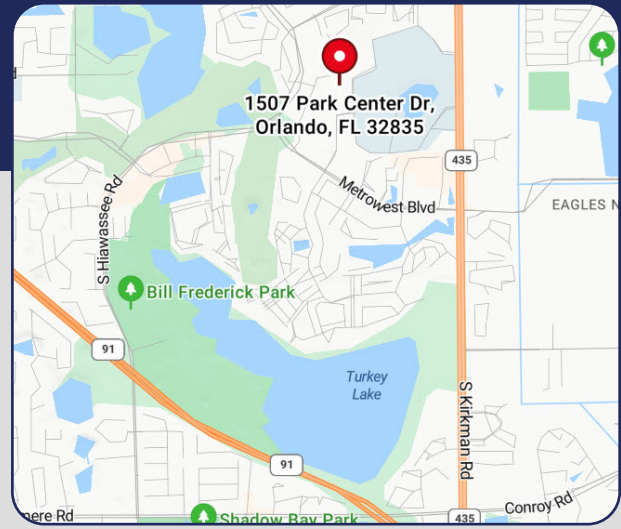 1507 Park Center Dr,
Orlando, FL 32835
435
Metrowest Blvd
EAGLES N
S Hiawassee Rd
Bill Frederick Park
91
Turkey
Lake
S Kirkman Rd
91
Conroy Rd
mere Rd
Shadow Bay Park
435